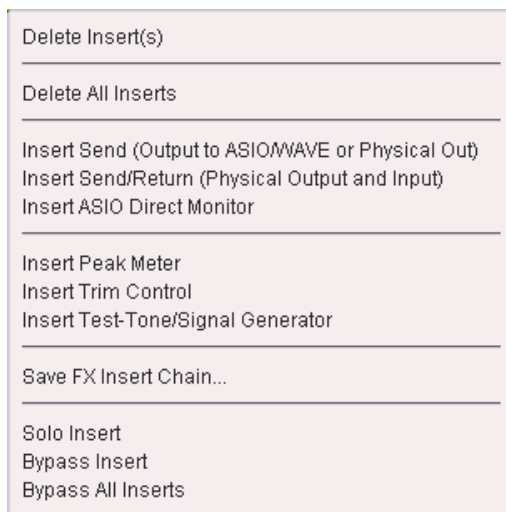 Delete Insert(s)
Delete All Inserts
Insert Send (Output to ASIO/WAVE or Physical Out)
Insert Send/Return (Physical Output and Input)
Insert ASIO Direct Monitor
Insert Peak Meter
Insert Trim Control
Insert Test-Tone/Signal Generator
Save FX Insert Chain...
Solo Insert
Bypass Insert
Bypass All Inserts